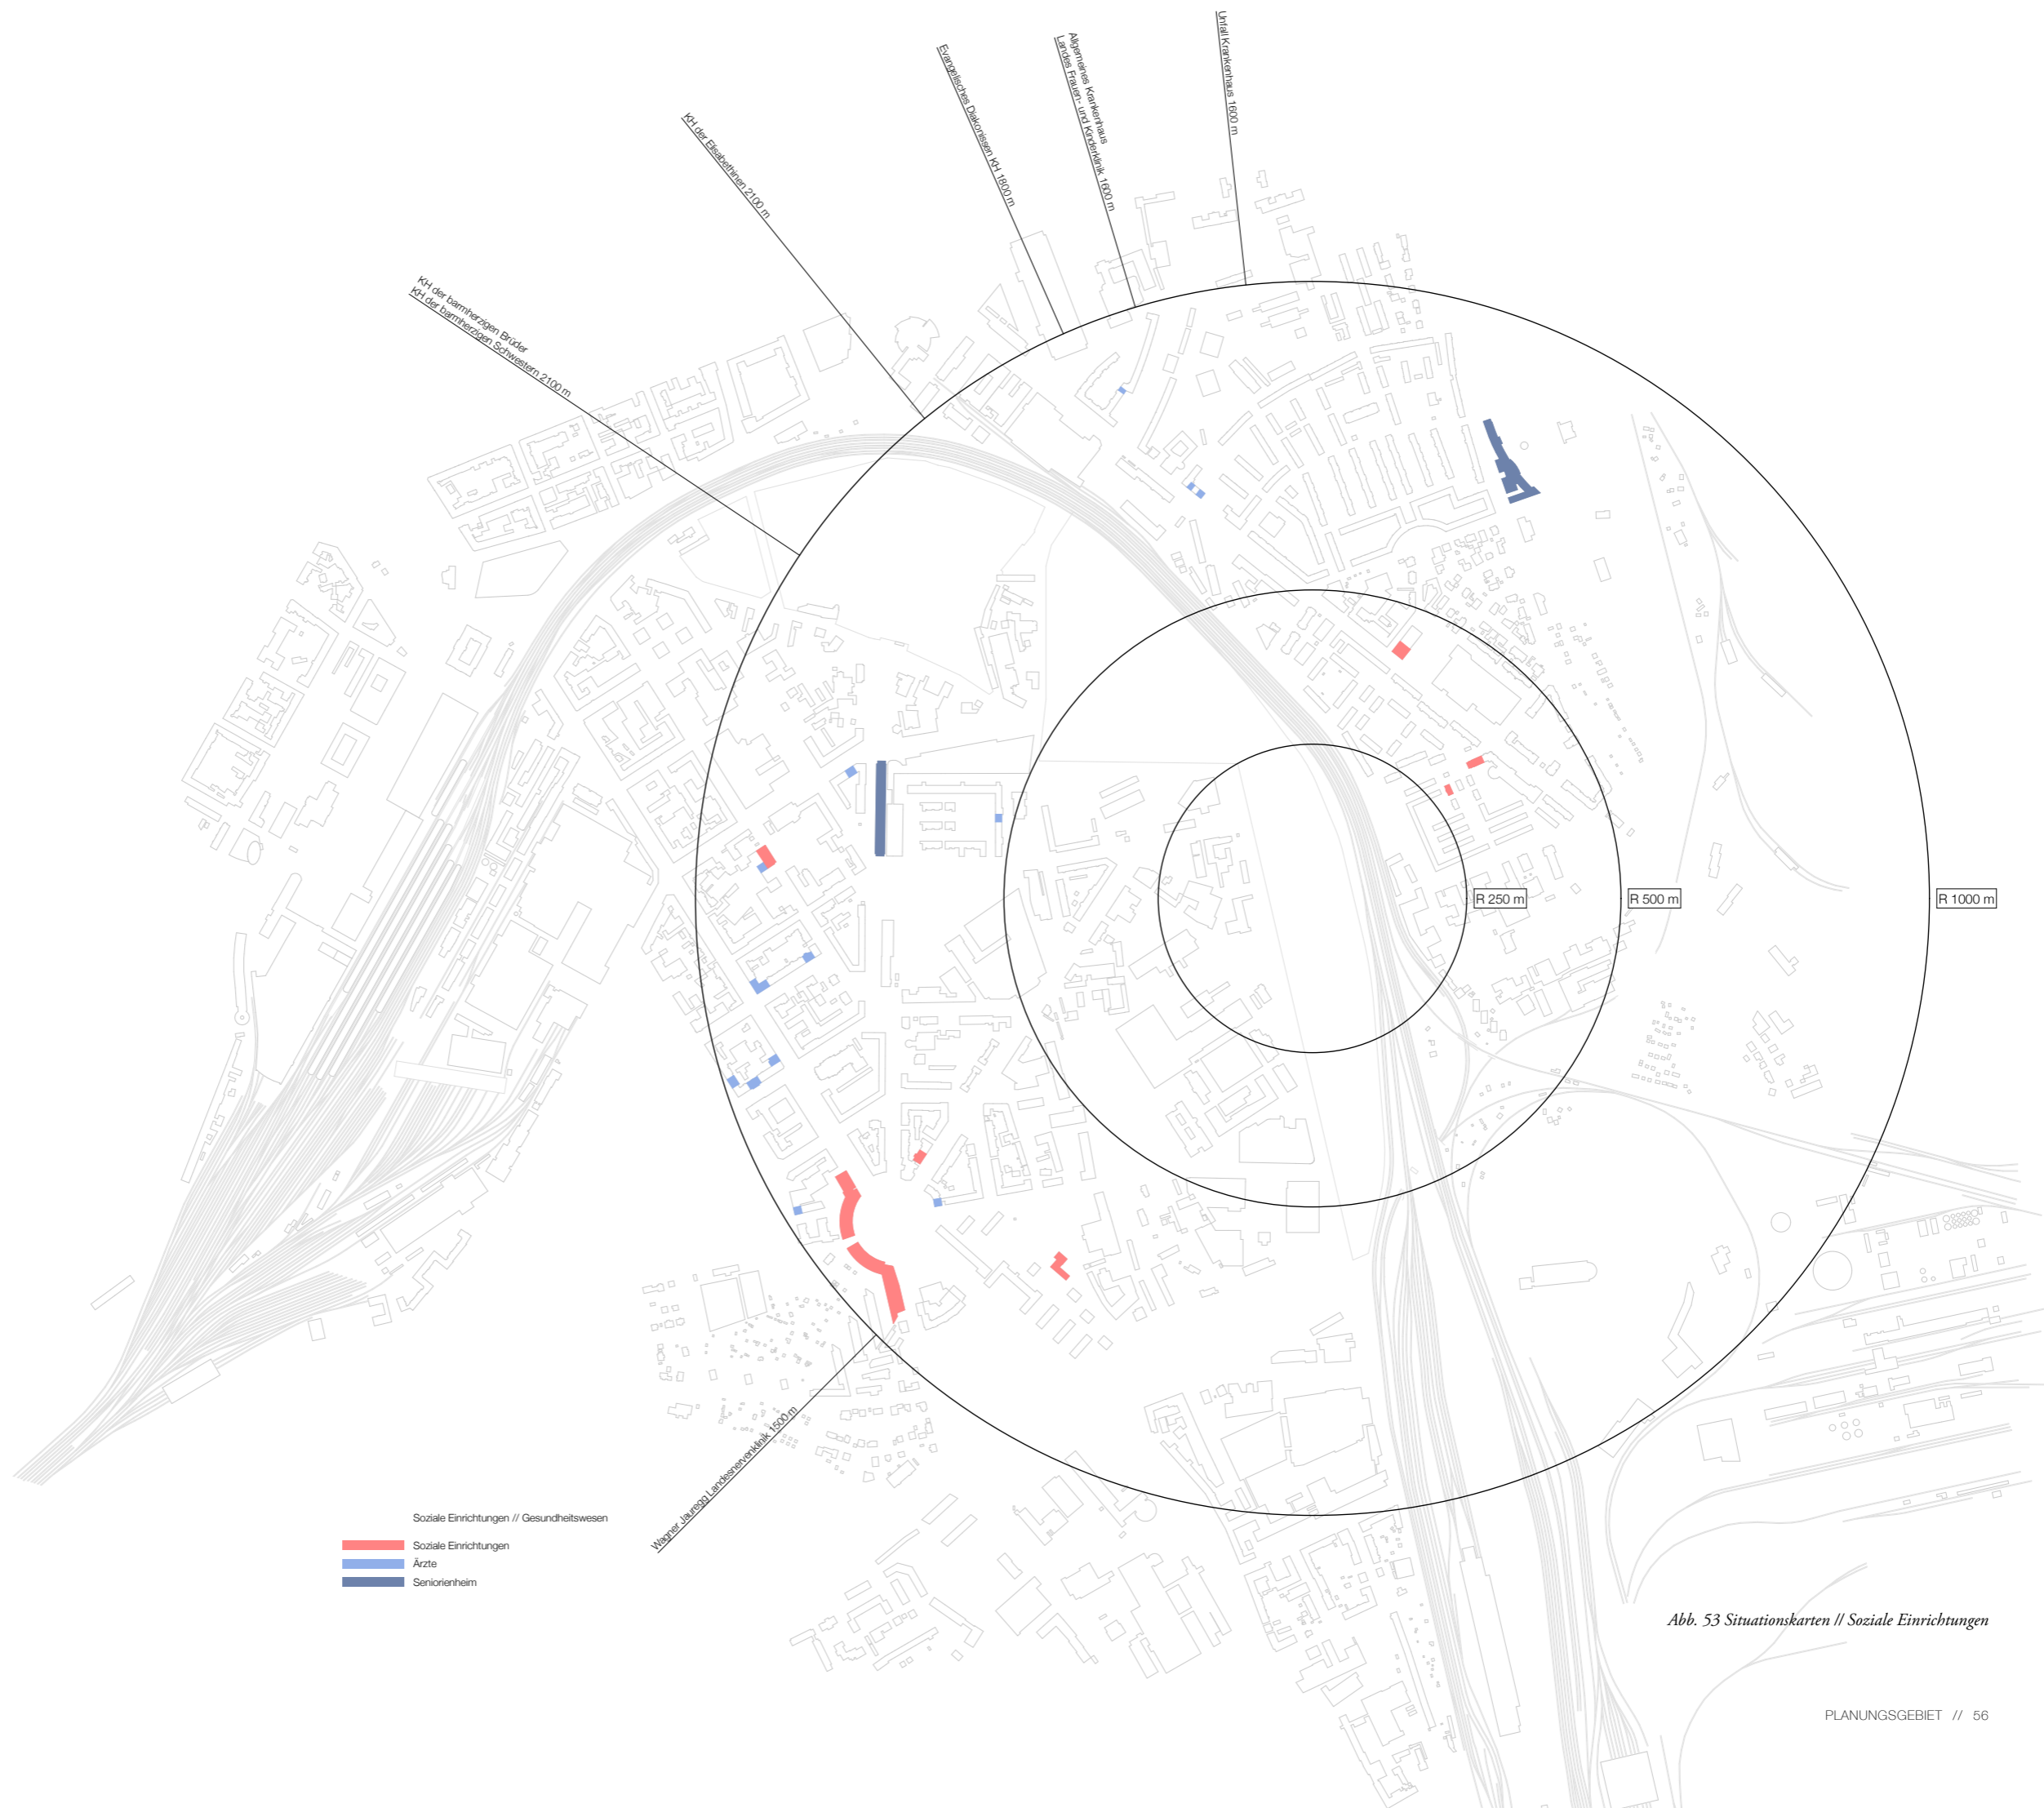 Unfall Krankenhaus 1600 m
Allgemeines Krankenhaus
Landes Frauen- und Kinderklinik 1600 m
Evangelisches Diakonissen KH 1800 m
KH der Elisabethinen 2100 m
KH der barmherzigen Brüder
KH der barmherzigen Schwestern 2100 m
R 250 m
R 500 m
R 1000 m
Wagner Jauregg Landesnervenklinik 1500 m
Soziale Einrichtungen // Gesundheitswesen
Soziale Einrichtungen
Ärzte
Seniorienheim
Abb. 53 Situationskarten // Soziale Einrichtungen
PLANUNGSGEBIET // 56